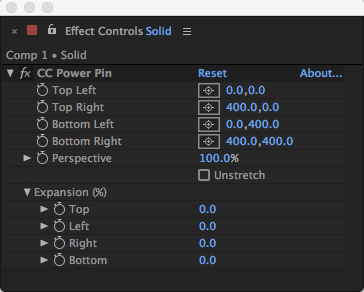 × Effect Controls Solid
Comp 1 • Solid
fx CC Power Pin Reset About...
Top Left 0.0,0.0
Top Right 400.0,0.0
Bottom Left 0.0,400.0
Bottom Right 400.0,400.0
Perspective 100.0%
Unstretch
Expansion (%)
Top 0.0
Left 0.0
Right 0.0
Bottom 0.0